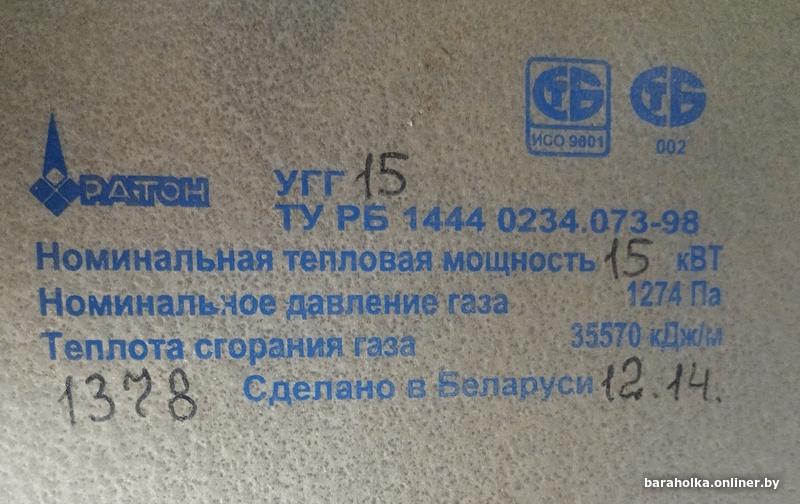 СТБ СТБ
ИСО 9001 002
РАТОН УГГ 15
ТУ РБ 1444 0234.073-98
Номинальная тепловая мощность 15 кВТ
Номинальное давление газа 1274 Па
Теплота сгорания газа 35570 кДж/м
1378 Сделано в Беларуси 12.14.
baraholka.onliner.by